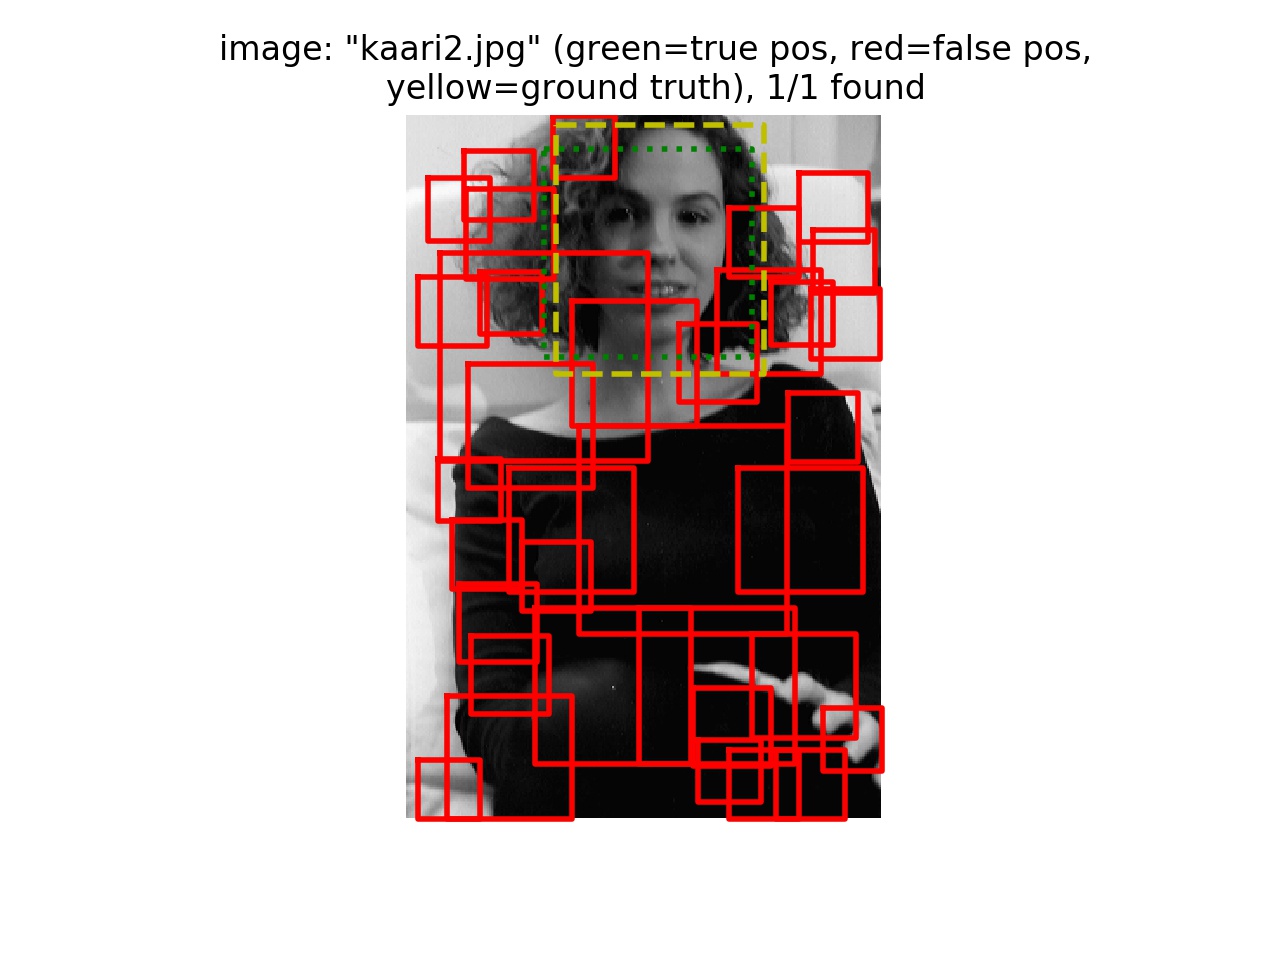 image: "kaari2.jpg" (green=true pos, red=false pos,
yellow=ground truth), 1/1 found